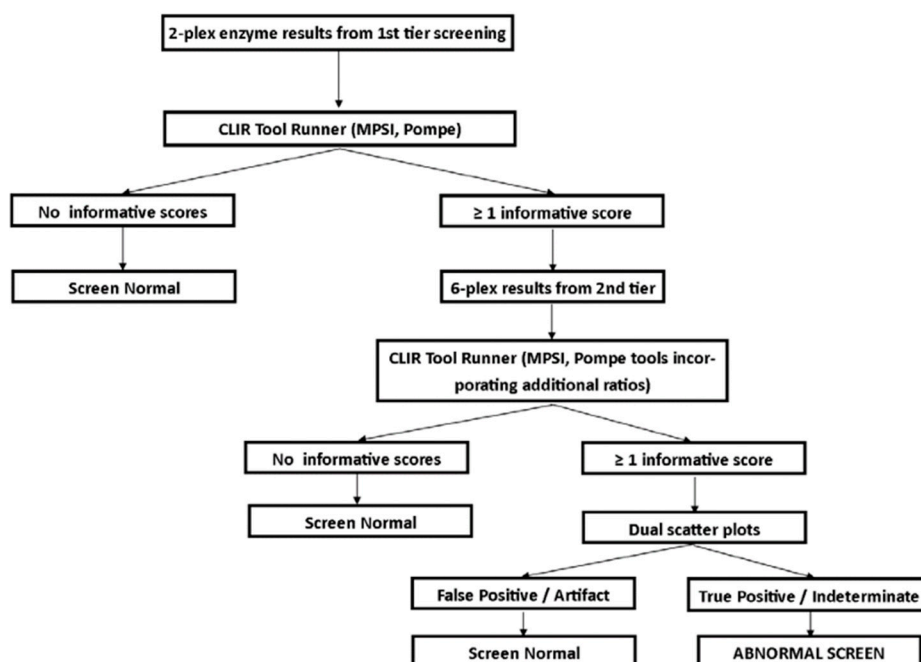 2-plex enzyme results from 1st tier screening
CLIR Tool Runner (MPSI, Pompe)
No informative scores
≥ 1 informative score
Screen Normal
6-plex results from 2nd tier
CLIR Tool Runner (MPSI, Pompe tools incor-
porating additional ratios)
No informative scores
≥ 1 informative score
Screen Normal
Dual scatter plots
False Positive / Artifact
True Positive / Indeterminate
Screen Normal
ABNORMAL SCREEN